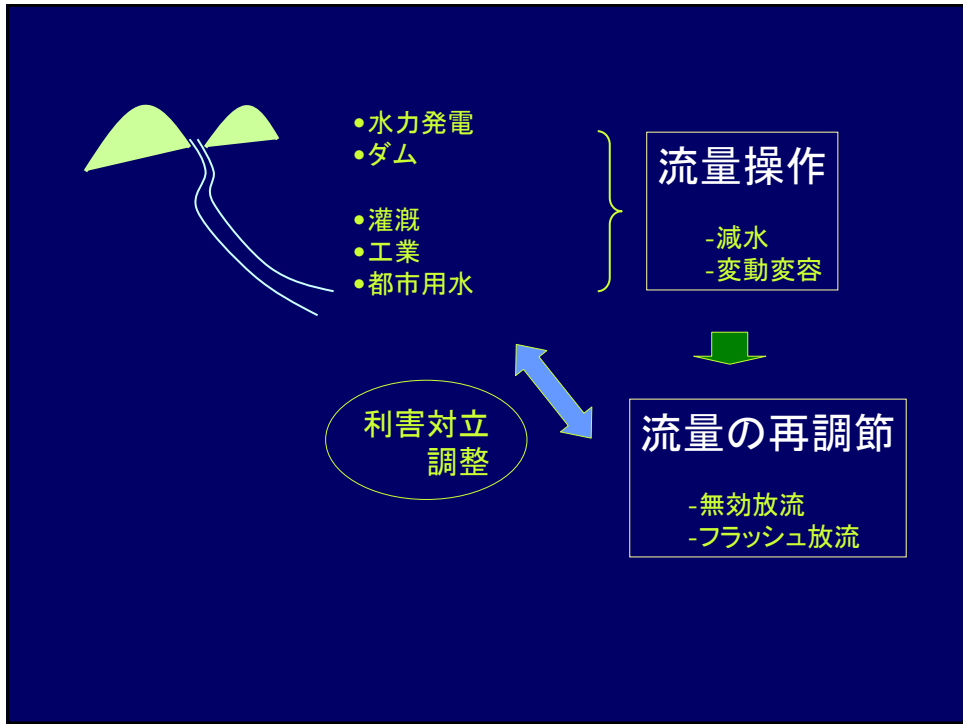 •水力発電
•ダム
•灌漑
•工業
•都市用水
流量操作
-減水
-変動変容
利害対立
調整
流量の再調節
-無効放流
-フラッシュ放流